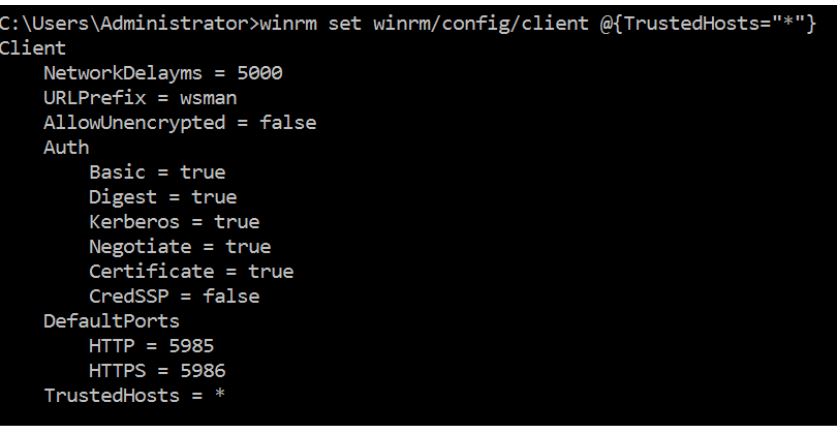 C:\Users\Administrator>winrm set winrm/config/client @{TrustedHosts="*"}
Client
    NetworkDelayms = 5000
    URLPrefix = wsman
    AllowUnencrypted = false
    Auth
        Basic = true
        Digest = true
        Kerberos = true
        Negotiate = true
        Certificate = true
        CredSSP = false
    DefaultPorts
        HTTP = 5985
        HTTPS = 5986
    TrustedHosts = *